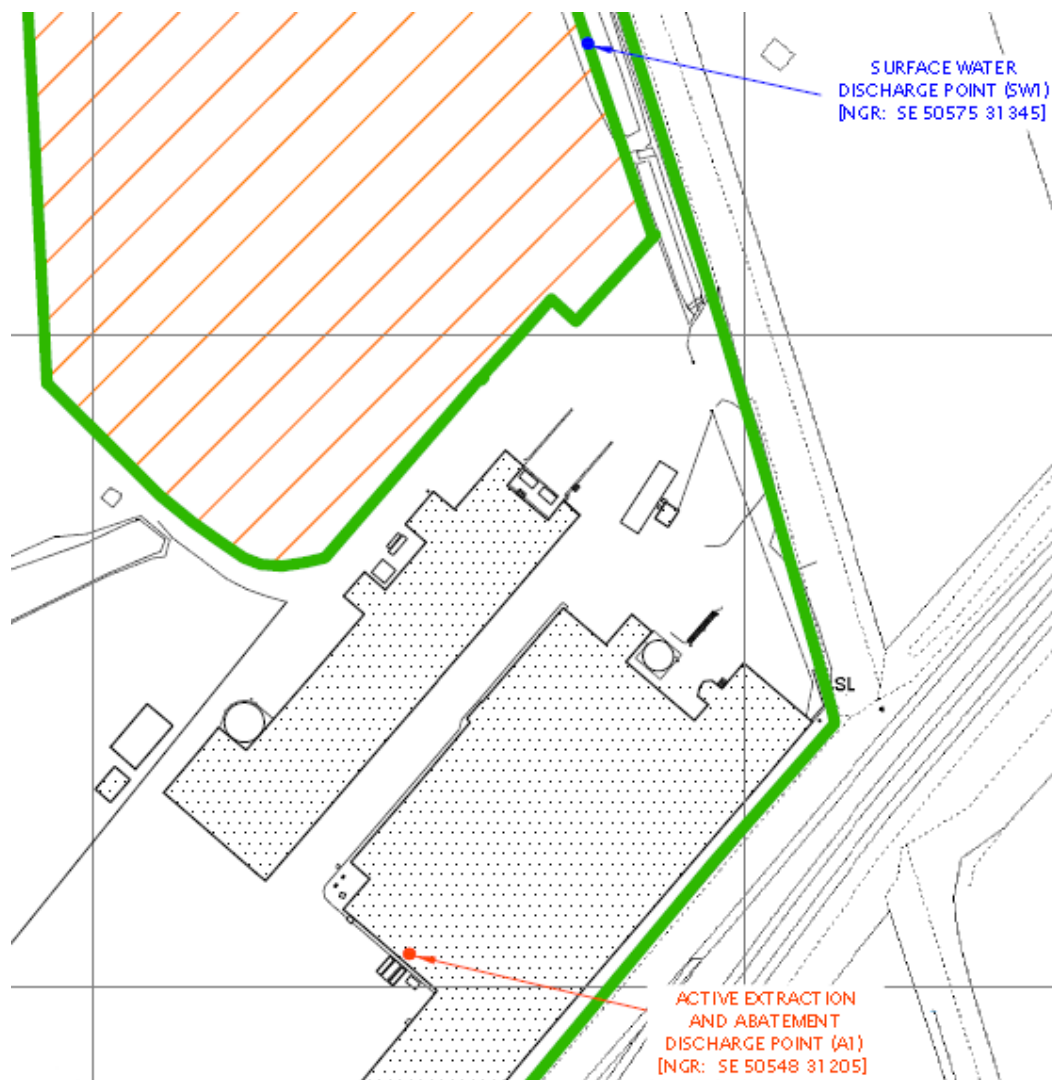 SURFACE WATER
DISCHARGE POINT (SW1)
[NGR: SE 50575 31345]
SL
ACTIVE EXTRACTION
AND ABATEMENT
DISCHARGE POINT (A1)
[NGR: SE 50548 31205]